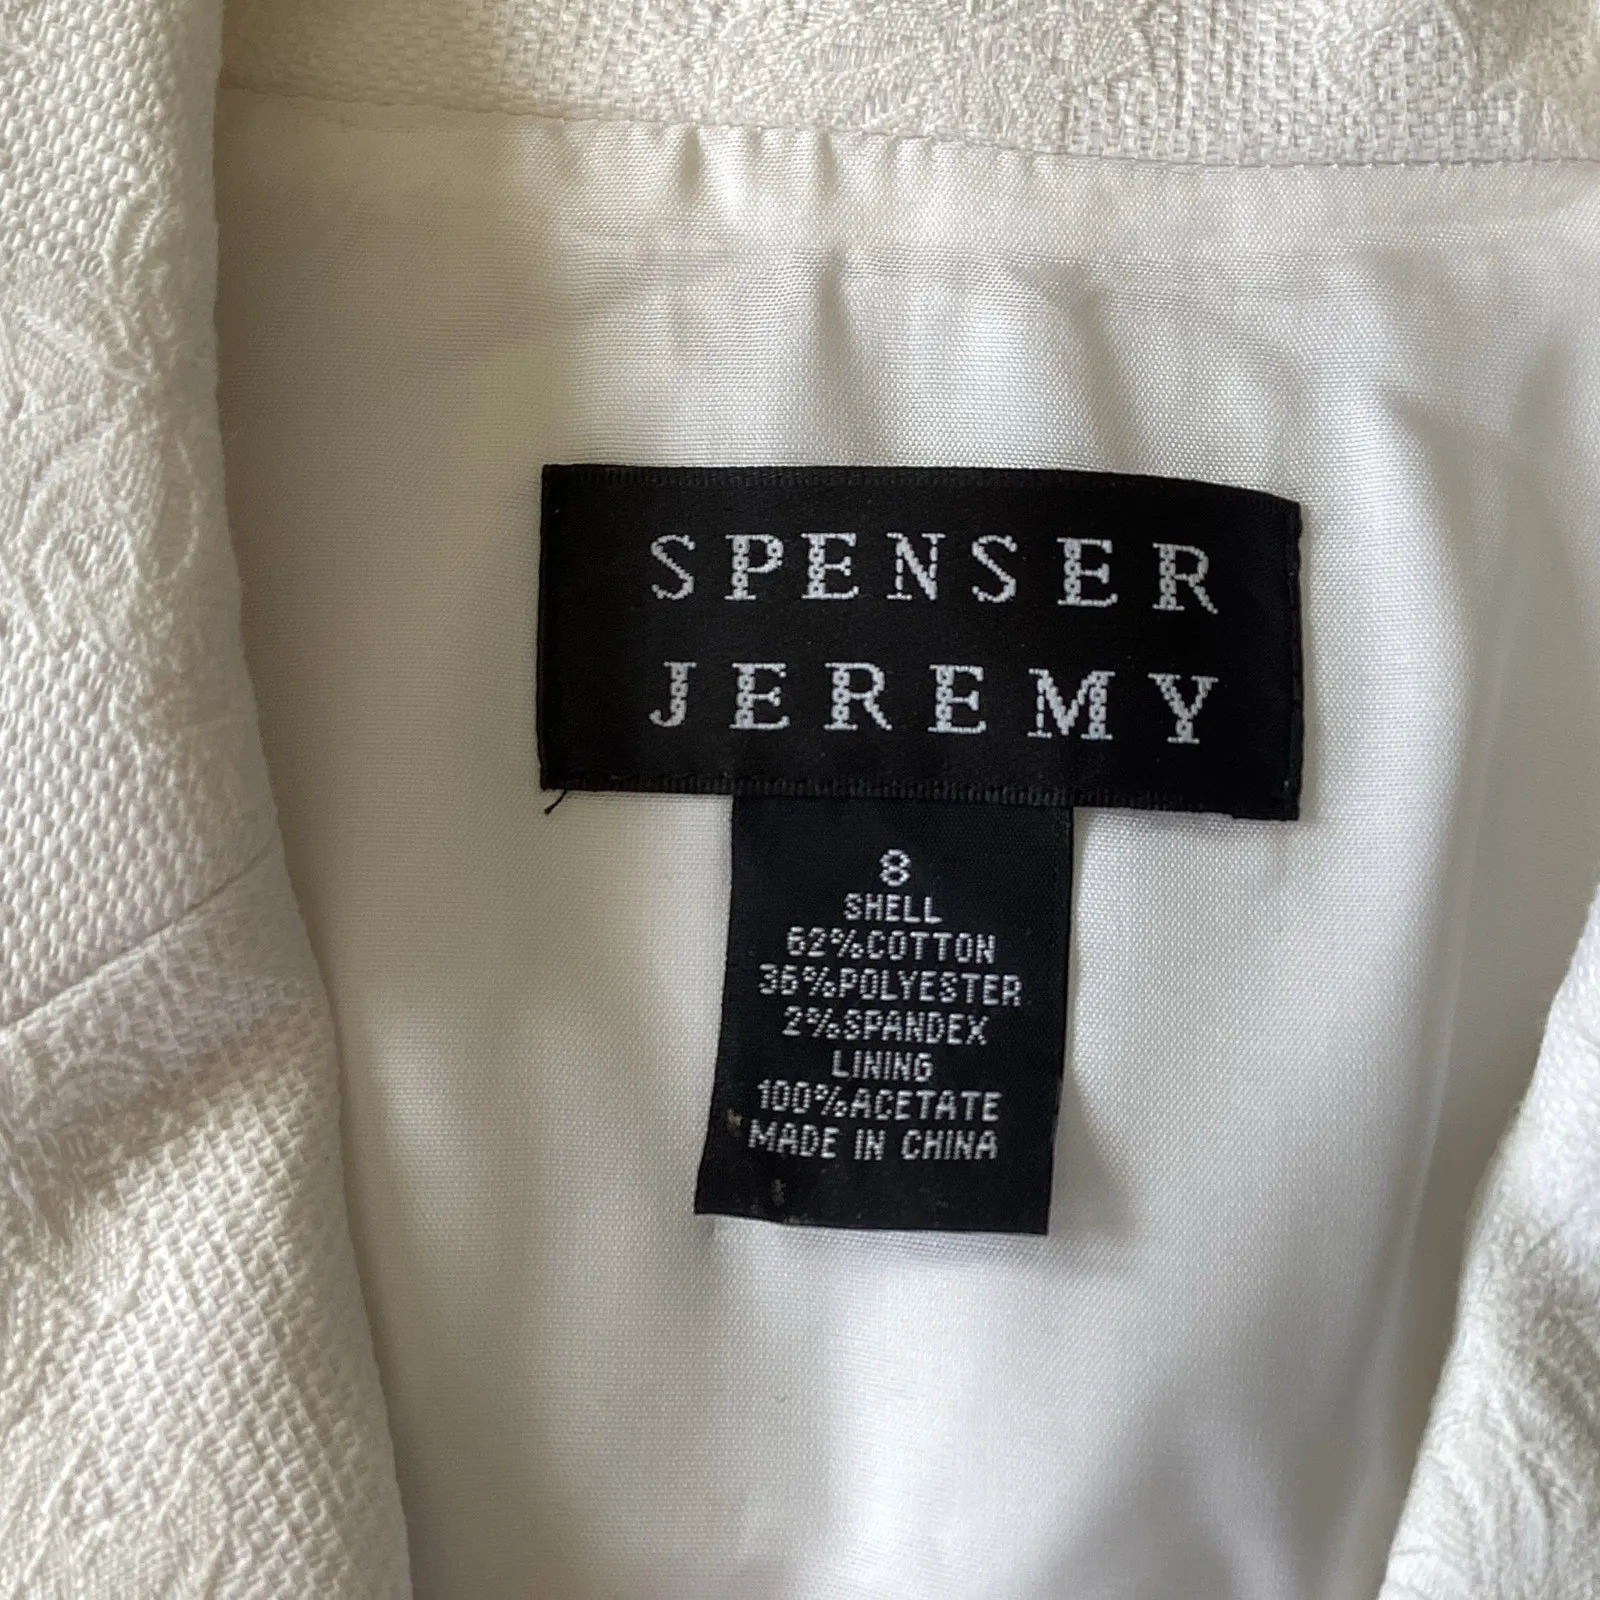 SPENSER
JEREMY
8
SHELL
62%COTTON
36%POLYESTER
2%SPANDEX
LINING
100%ACETATE
MADE IN CHINA